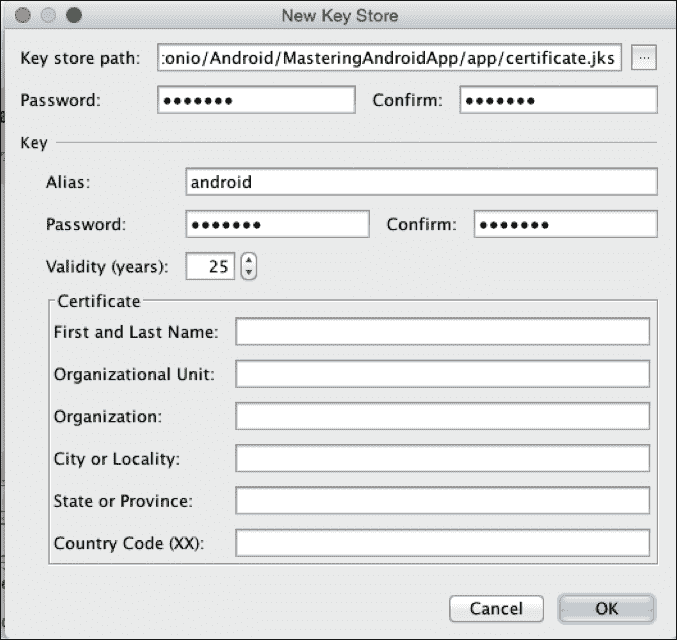 New Key Store
Key store path: :onio/Android/MasteringAndroidApp/app/certificate.jks ...
Password: ••••••• Confirm: •••••••
Key
Alias: android
Password: ••••••• Confirm: •••••••
Validity (years): 25
Certificate
First and Last Name:
Organizational Unit:
Organization:
City or Locality:
State or Province:
Country Code (XX):
Cancel OK